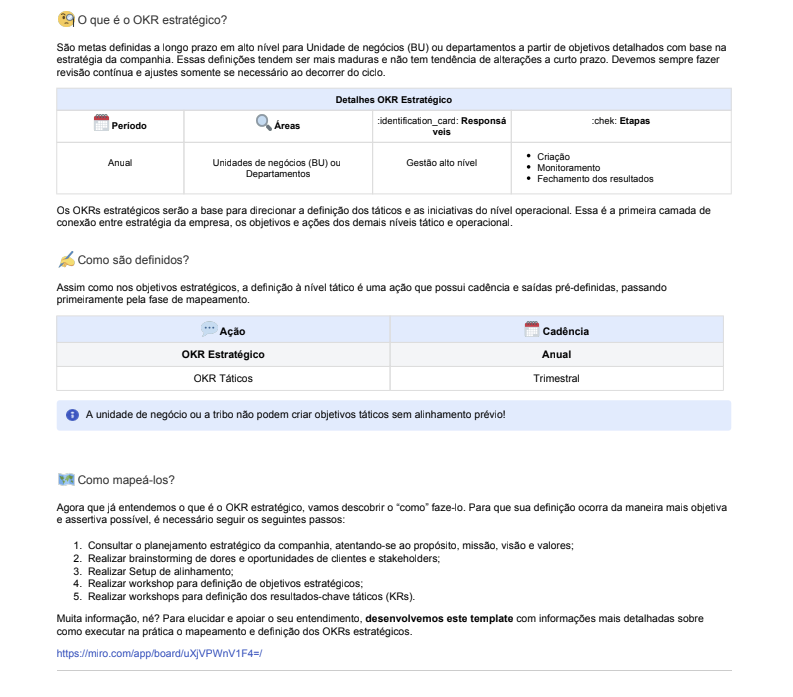 O que é o OKR estratégico?
São metas definidas a longo prazo em alto nível para Unidade de negócios (BU) ou departamentos a partir de objetivos detalhados com base na
estratégia da companhia. Essas definições tendem ser mais maduras e não tem tendência de alterações a curto prazo. Devemos sempre fazer
revisão contínua e ajustes somente se necessário ao decorrer do ciclo.
Detalhes OKR Estratégico
Período
Áreas
:identification_card: Responsá
veis
:chek: Etapas
Anual
Unidades de negócios (BU) ou
Departamentos
Gestão alto nível
• Criação
• Monitoramento
• Fechamento dos resultados
Os OKRs estratégicos serão a base para direcionar a definição dos táticos e as iniciativas do nível operacional. Essa é a primeira camada de
conexão entre estratégia da empresa, os objetivos e ações dos demais níveis tático e operacional.
Como são definidos?
Assim como nos objetivos estratégicos, a definição à nível tático é uma ação que possui cadência e saídas pré-definidas, passando
primeiramente pela fase de mapeamento.
Ação
Cadência
OKR Estratégico
Anual
OKR Táticos
Trimestral
A unidade de negócio ou a tribo não podem criar objetivos táticos sem alinhamento prévio!
Como mapeá-los?
Agora que já entendemos o que é o OKR estratégico, vamos descobrir o “como” faze-lo. Para que sua definição ocorra da maneira mais objetiva
e assertiva possível, é necessário seguir os seguintes passos:
1. Consultar o planejamento estratégico da companhia, atentando-se ao propósito, missão, visão e valores;
2. Realizar brainstorming de dores e oportunidades de clientes e stakeholders;
3. Realizar Setup de alinhamento;
4. Realizar workshop para definição de objetivos estratégicos;
5. Realizar workshops para definição dos resultados-chave táticos (KRs).
Muita informação, né? Para elucidar e apoiar o seu entendimento, desenvolvemos este template com informações mais detalhadas sobre
como executar na prática o mapeamento e definição dos OKRs estratégicos.
https://miro.com/app/board/uXjVPWnV1F4=/